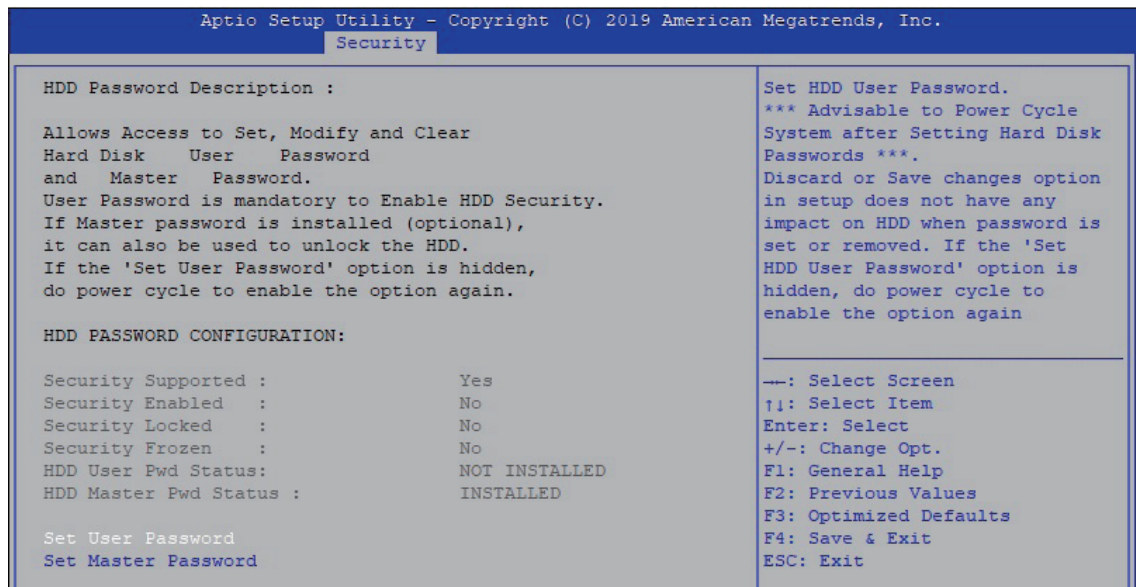 Aptio Setup Utility - Copyright (C) 2019 American Megatrends, Inc.
Security
HDD Password Description :
Allows Access to Set, Modify and Clear
Hard Disk User Password
and Master Password.
User Password is mandatory to Enable HDD Security.
If Master password is installed (optional),
it can also be used to unlock the HDD.
If the 'Set User Password' option is hidden,
do power cycle to enable the option again.
HDD PASSWORD CONFIGURATION:
Security Supported : Yes
Security Enabled : No
Security Locked : No
Security Frozen : No
HDD User Pwd Status: NOT INSTALLED
HDD Master Pwd Status : INSTALLED
Set User Password
Set Master Password
Set HDD User Password.
*** Advisable to Power Cycle
System after Setting Hard Disk
Passwords ***.
Discard or Save changes option
in setup does not have any
impact on HDD when password is
set or removed. If the 'Set
HDD User Password' option is
hidden, do power cycle to
enable the option again
→←: Select Screen
↑↓: Select Item
Enter: Select
+/-: Change Opt.
F1: General Help
F2: Previous Values
F3: Optimized Defaults
F4: Save & Exit
ESC: Exit